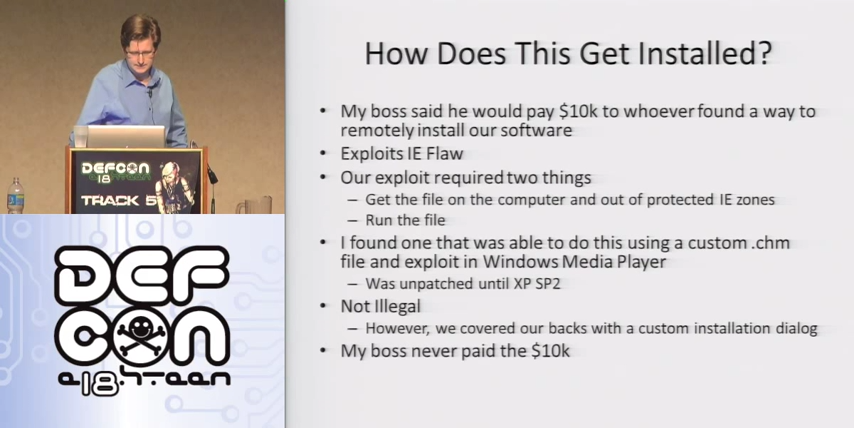 DEFCON
18
TRACK 5
DEF
CON
e18hteen
How Does This Get Installed?
• My boss said he would pay $10k to whoever found a way to
remotely install our software
• Exploits IE Flaw
• Our exploit required two things
– Get the file on the computer and out of protected IE zones
– Run the file
• I found one that was able to do this using a custom .chm
file and exploit in Windows Media Player
– Was unpatched until XP SP2
• Not Illegal
– However, we covered our backs with a custom installation dialog
• My boss never paid the $10k